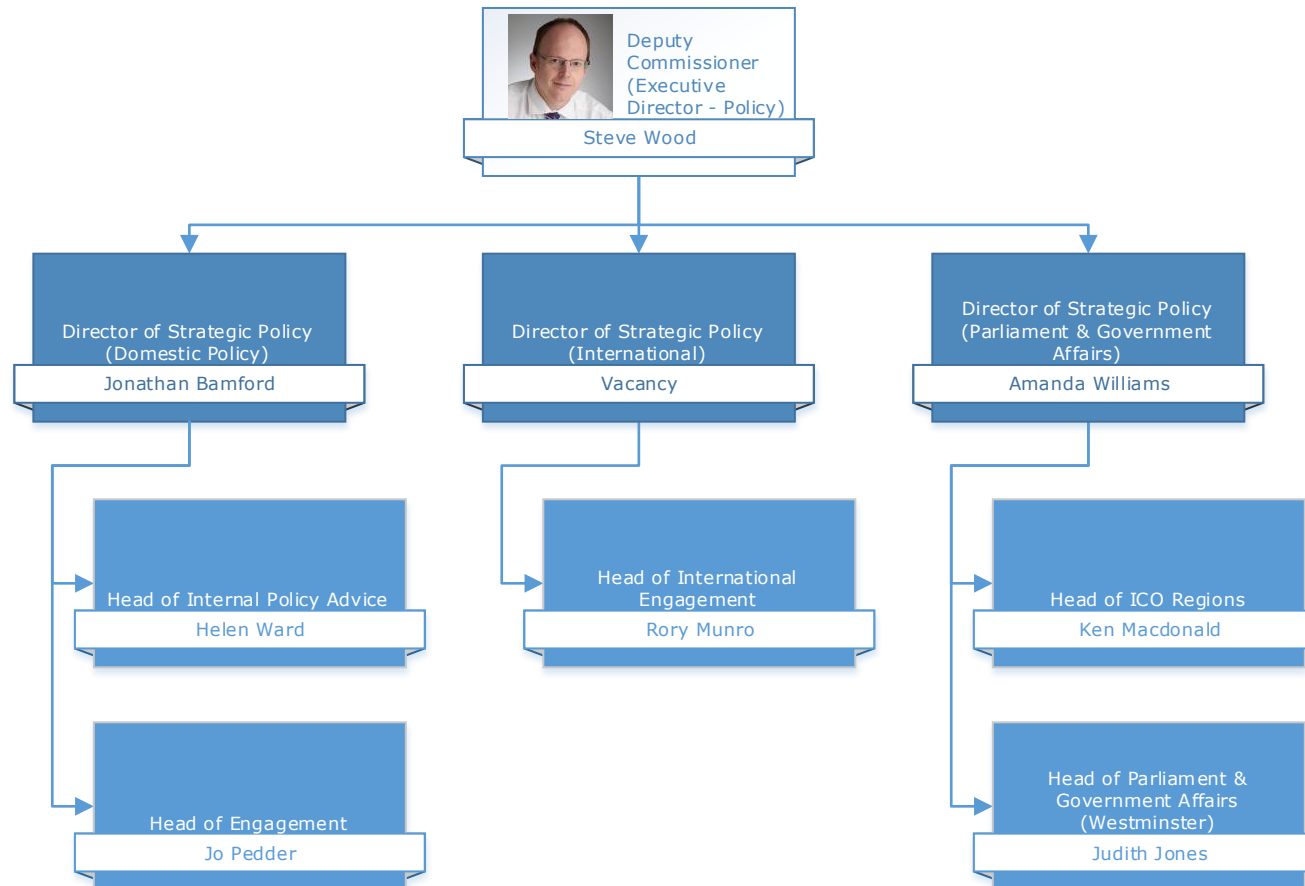 Deputy
Commissioner
(Executive
Director - Policy)
Steve Wood
Director of Strategic Policy
(Domestic Policy)
Jonathan Bamford
Director of Strategic Policy
(International)
Vacancy
Director of Strategic Policy
(Parliament & Government
Affairs)
Amanda Williams
Head of Internal Policy Advice
Helen Ward
Head of International
Engagement
Rory Munro
Head of ICO Regions
Ken Macdonald
Head of Engagement
Jo Pedder
Head of Parliament &
Government Affairs
(Westminster)
Judith Jones